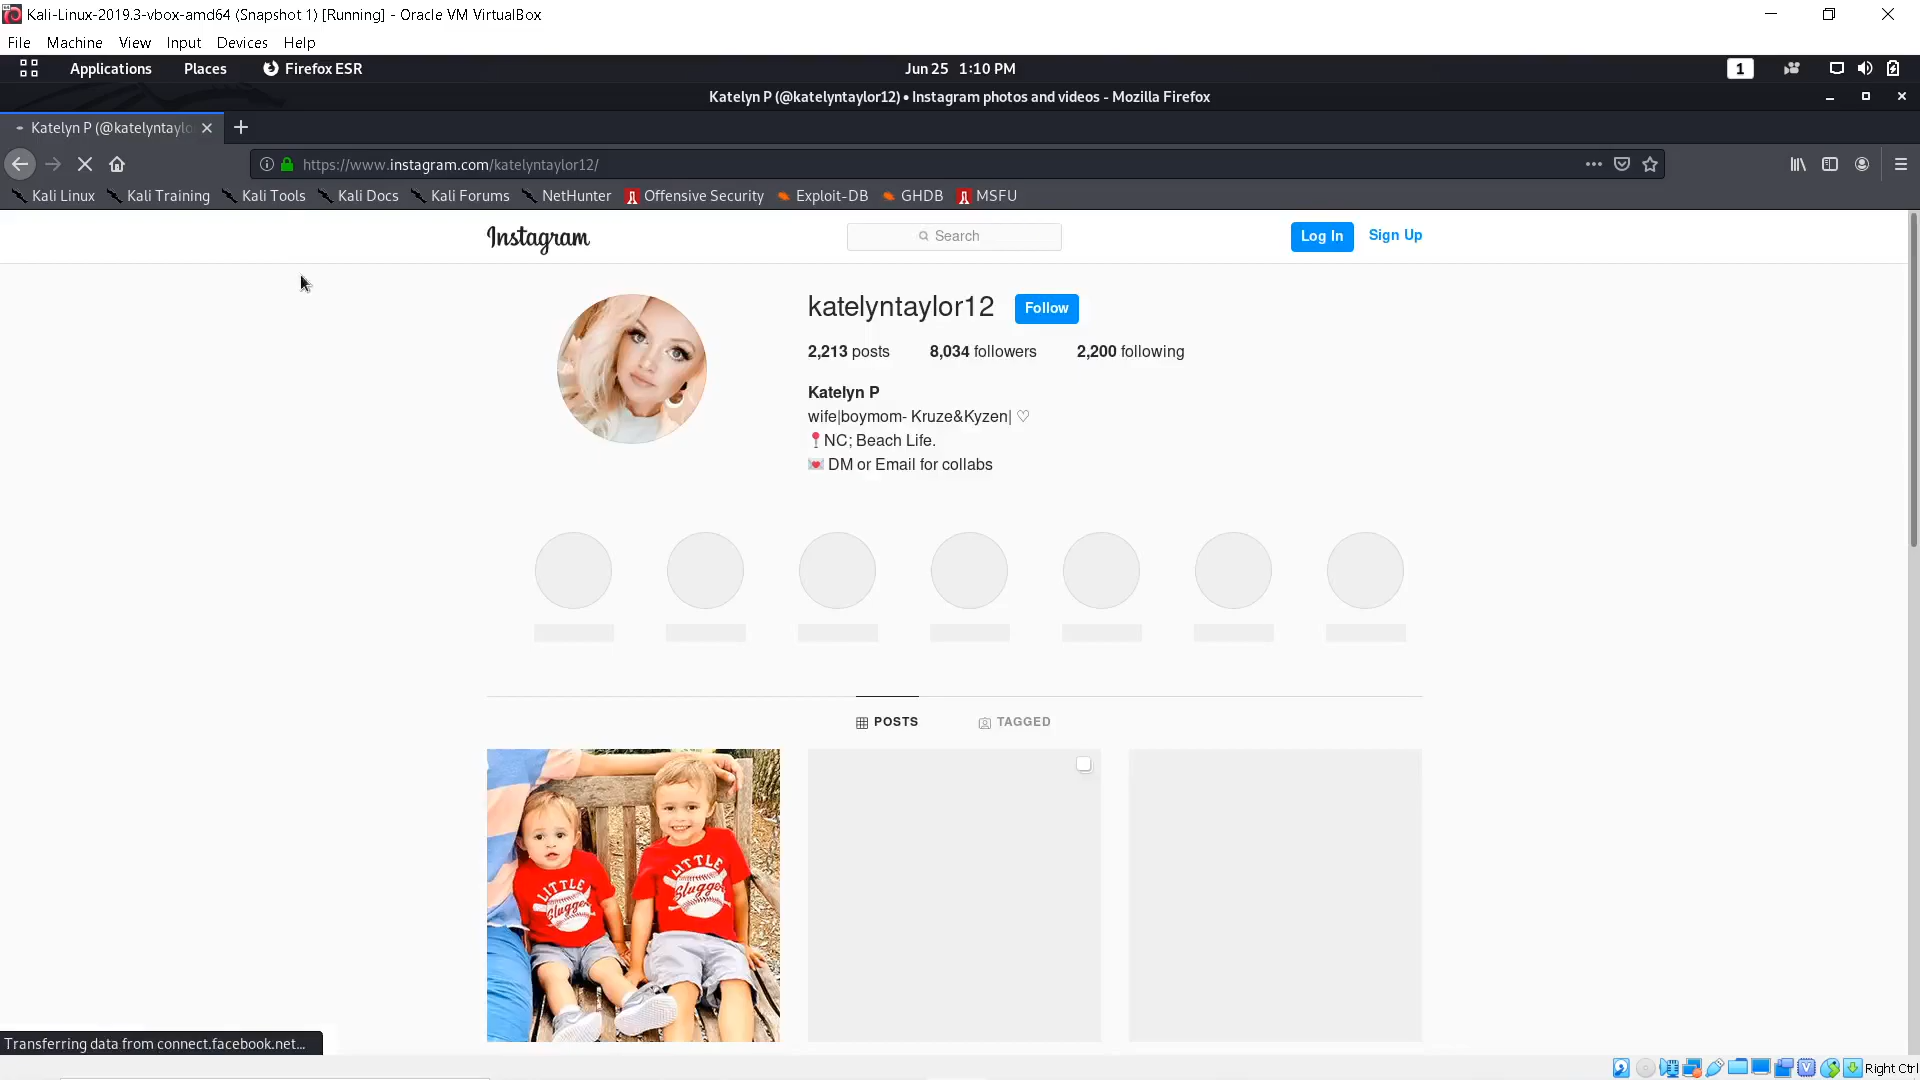 Kali-Linux-2019.3-vbox-amd64 (Snapshot 1) [Running] - Oracle VM VirtualBox
File Machine View Input Devices Help
Applications Places Firefox ESR Jun 25 1:10 PM 1
Katelyn P (@katelyntaylor12) • Instagram photos and videos - Mozilla Firefox
Katelyn P (@katelyntaylo
https://www.instagram.com/katelyntaylor12/
Kali Linux Kali Training Kali Tools Kali Docs Kali Forums NetHunter Offensive Security Exploit-DB GHDB MSFU
Instagram Search Log In Sign Up
katelyntaylor12 Follow
2,213 posts 8,034 followers 2,200 following
Katelyn P
wife|boymom- Kruze&Kyzen| ♡
📍NC; Beach Life.
💌 DM or Email for collabs
POSTS TAGGED
LITTLE
Slugger
LITTLE
Slugger
Transferring data from connect.facebook.net...
Right Ctrl